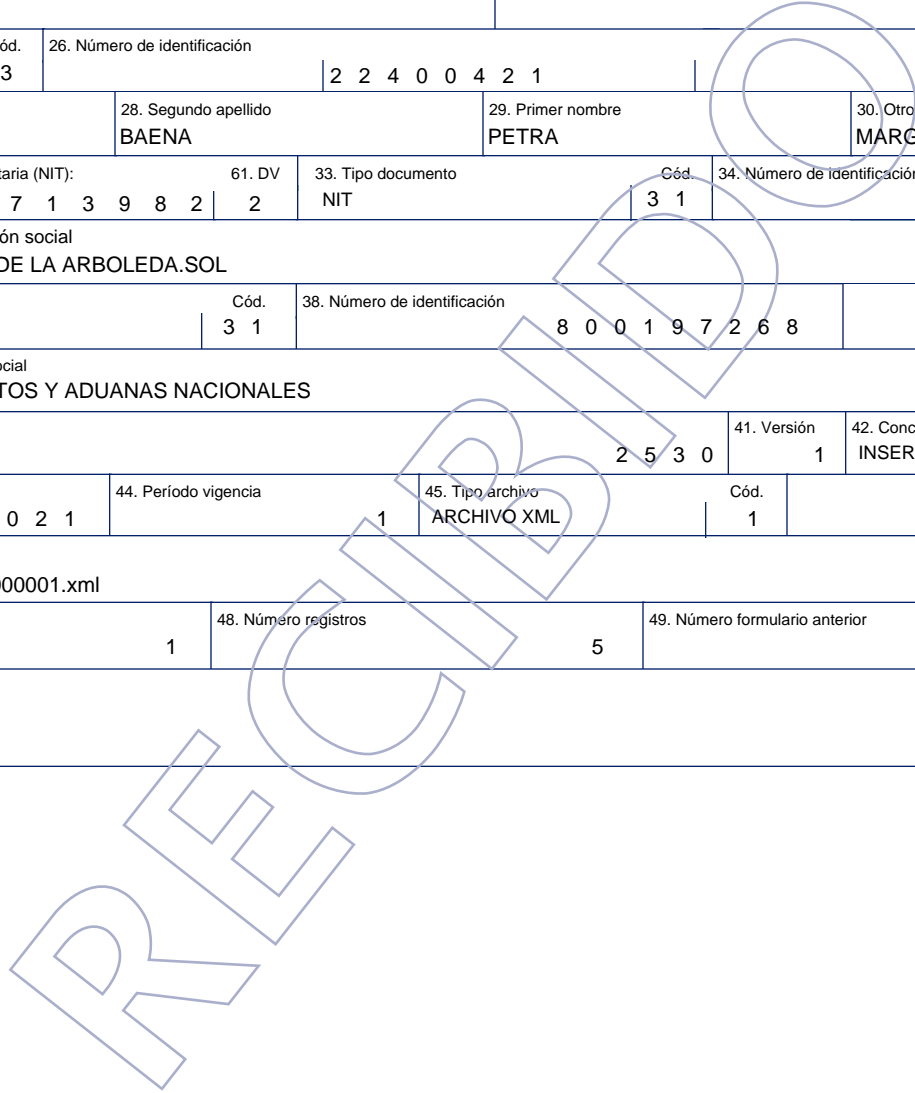 ód. 26. Número de identificación
3 2 2 4 0 0 4 2 1
28. Segundo apellido 29. Primer nombre 30. Otro
BAENA PETRA MARG
taria (NIT): 61. DV 33. Tipo documento Cód. 34. Número de identificación
7 1 3 9 8 2 2 NIT 3 1
ón social
DE LA ARBOLEDA.SOL
Cód. 38. Número de identificación
3 1 8 0 0 1 9 7 2 6 8
ocial
TOS Y ADUANAS NACIONALES
41. Versión 42. Conc
2 5 3 0 1 INSER
44. Período vigencia 45. Tipo archivo Cód.
0 2 1 1 ARCHIVO XML 1
000001.xml
48. Número registros 49. Número formulario anterior
1 5
RECIBIDO